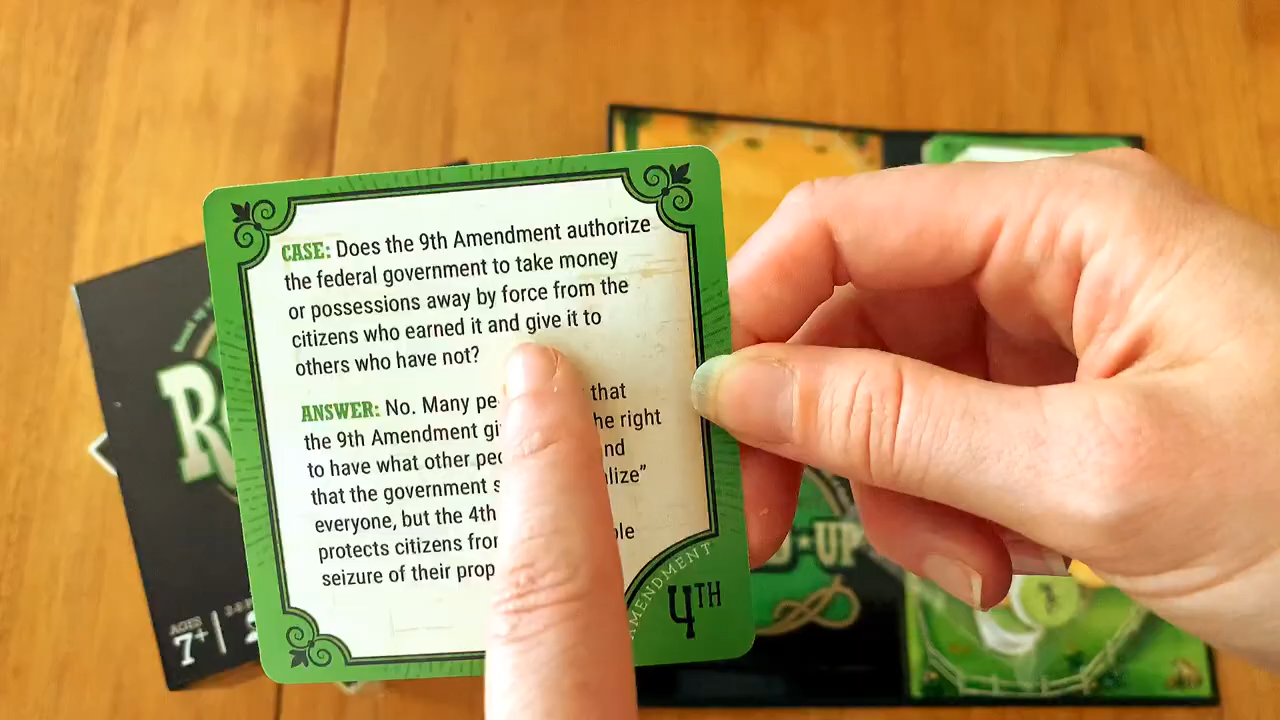 CASE: Does the 9th Amendment authorize
the federal government to take money
or possessions away by force from the
citizens who earned it and give it to
others who have not?
ANSWER: No. Many pe that
the 9th Amendment gi he right
to have what other peo nd
that the government s lize”
everyone, but the 4th
protects citizens fro ble
seizure of their prop
AMENDMENT
4TH
AGES
7+
D★UP